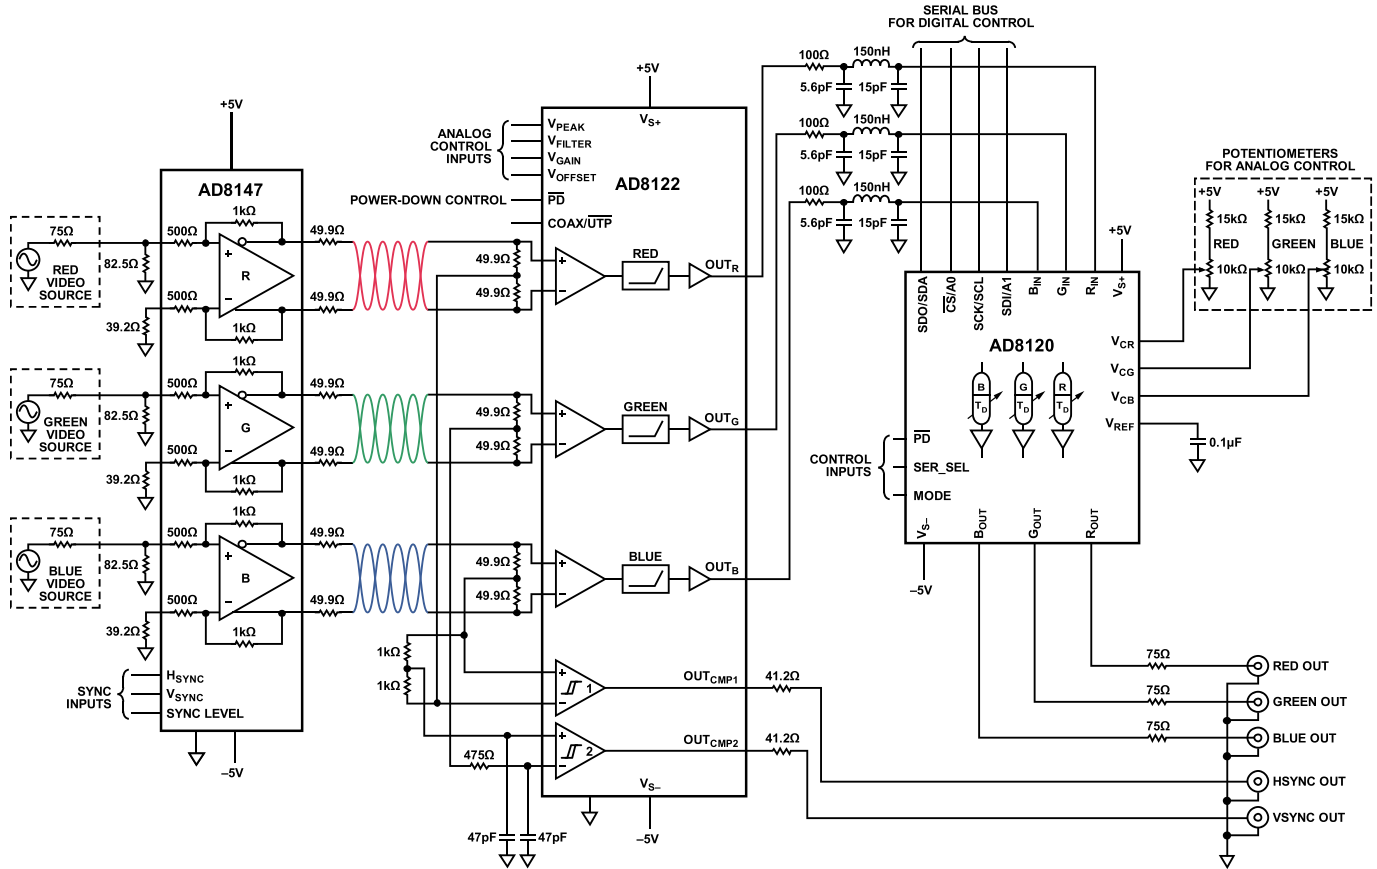 SERIAL BUS
FOR DIGITAL CONTROL
100Ω
150nH
5.6pF
15pF
100Ω
150nH
5.6pF
15pF
100Ω
150nH
5.6pF
15pF
+5V
+5V
ANALOG
CONTROL
INPUTS
VPEAK
VFILTER
VGAIN
VOFFSET
POWER-DOWN CONTROL
PD
COAX/UTP
VS+
AD8122
AD8147
POTENTIOMETERS
FOR ANALOG CONTROL
+5V
+5V
+5V
15kΩ
15kΩ
15kΩ
RED
GREEN
BLUE
10kΩ
10kΩ
10kΩ
75Ω
RED
VIDEO
SOURCE
82.5Ω
39.2Ω
500Ω
500Ω
1kΩ
+
R
–
1kΩ
49.9Ω
49.9Ω
49.9Ω
49.9Ω
+
–
RED
OUTR
75Ω
GREEN
VIDEO
SOURCE
82.5Ω
39.2Ω
500Ω
500Ω
1kΩ
+
G
–
1kΩ
49.9Ω
49.9Ω
49.9Ω
49.9Ω
+
–
GREEN
OUTG
75Ω
BLUE
VIDEO
SOURCE
82.5Ω
39.2Ω
500Ω
500Ω
1kΩ
+
B
–
1kΩ
49.9Ω
49.9Ω
49.9Ω
49.9Ω
+
–
BLUE
OUTB
SYNC
INPUTS
HSYNC
VSYNC
SYNC LEVEL
–5V
1kΩ
1kΩ
+
–
1
OUTCMP1
41.2Ω
475Ω
+
–
2
OUTCMP2
41.2Ω
VS–
–5V
47pF
47pF
+5V
SDO/SDA
CS/A0
SCK/SCL
SDI/A1
BIN
GIN
RIN
VS+
AD8120
B
TD
G
TD
R
TD
VCR
VCG
VCB
VREF
0.1µF
CONTROL
INPUTS
PD
SER_SEL
MODE
VS–
BOUT
GOUT
ROUT
–5V
75Ω
RED OUT
75Ω
GREEN OUT
75Ω
BLUE OUT
HSYNC OUT
VSYNC OUT